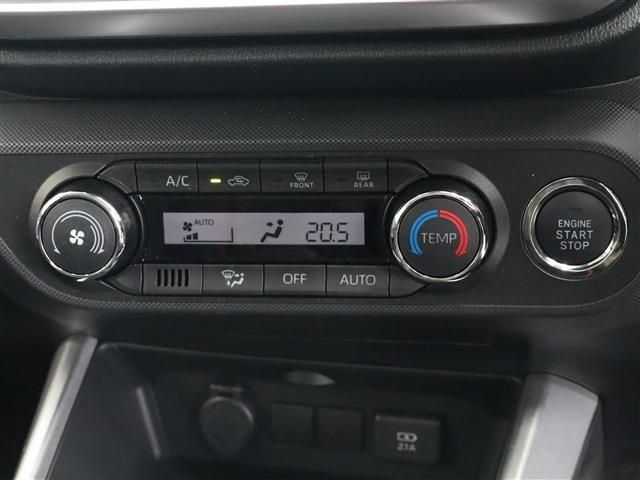 A/C
FRONT
REAR
AUTO
20.5
TEMP
ENGINE
START
STOP
OFF
AUTO
2.1A